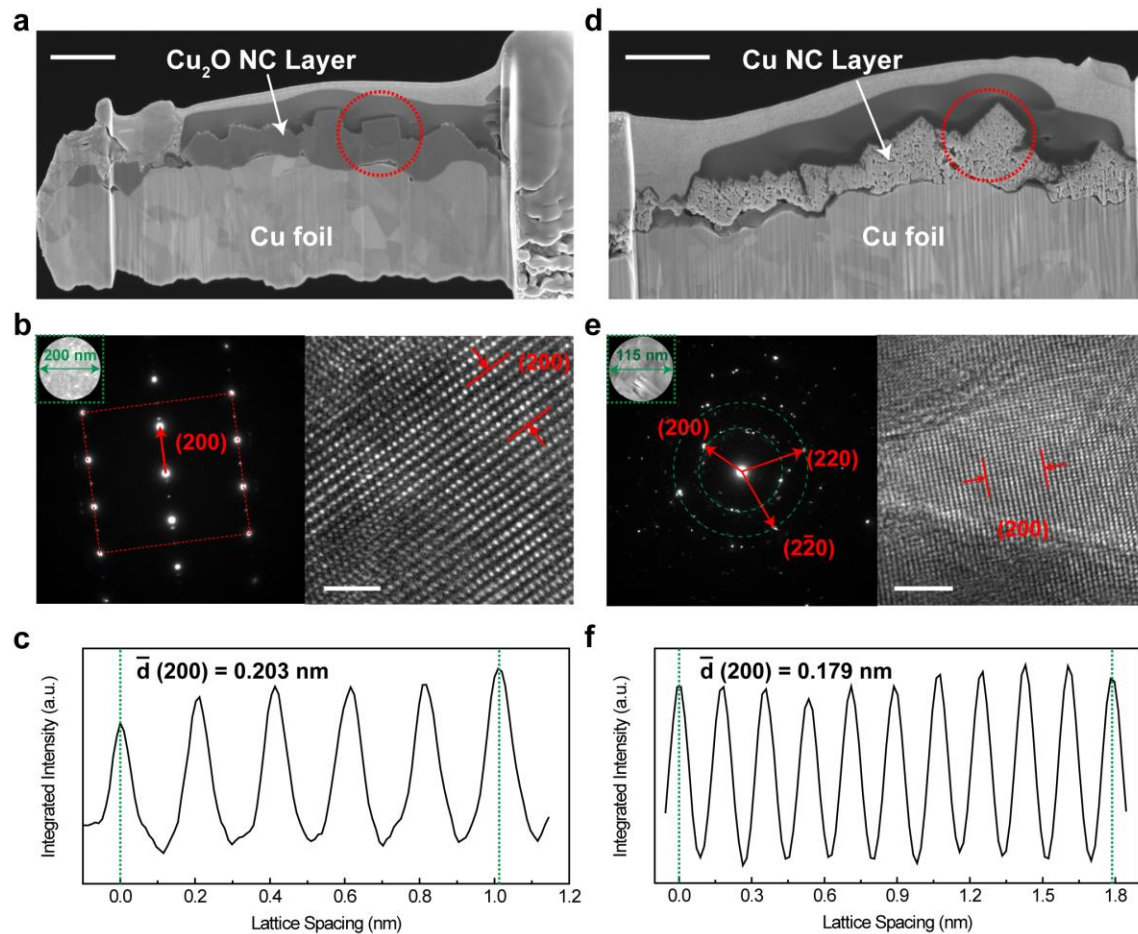 a
Cu₂O NC Layer
Cu foil
b
200 nm
(200)
(200)
c
d̅ (200) = 0.203 nm
Integrated Intensity (a.u.)
0.0 0.2 0.4 0.6 0.8 1.0 1.2
Lattice Spacing (nm)
d
Cu NC Layer
Cu foil
e
115 nm
(200)
(220)
(22̅0)
(200)
f
d̅ (200) = 0.179 nm
Integrated Intensity (a.u.)
0.0 0.3 0.6 0.9 1.2 1.5 1.8
Lattice Spacing (nm)